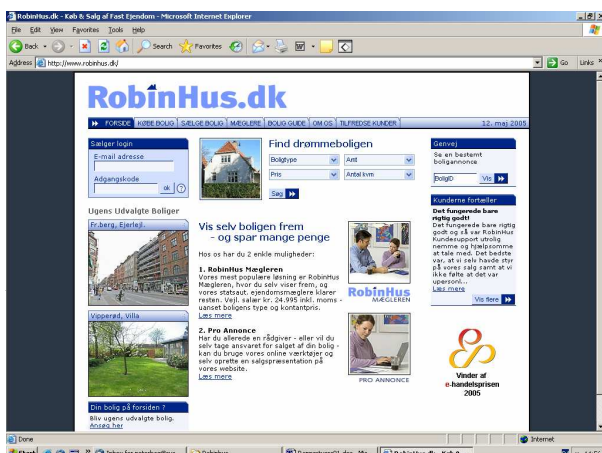 RobinHus.dk - Køb & Salg af Fast Ejendom - Microsoft Internet Explorer
File Edit View Favorites Tools Help
Back Search Favorites
Address http://www.robinhus.dk/ Go Links
RobinHus.dk
FORSIDE KØBE BOLIG SÆLGE BOLIG MÆGLERE BOLIG GUIDE OM OS TILFREDSE KUNDER 12. maj 2005
Sælger login
E-mail adresse
Adgangskode
ok ?
Ugens Udvalgte Boliger
Fr.berg, Ejerlejl.
Vipperød, Villa
Din bolig på forsiden ?
Bliv ugens udvalgte bolig.
Ansøg her
Find drømmeboligen
Boligtype Amt
Pris Antal kvm
Søg
Vis selv boligen frem
- og spar mange penge
Hos os har du 2 enkle muligheder:
1. RobinHus Mægleren
Vores mest populære løsning er RobinHus
Mægleren, hvor du selv viser frem, og
vores statsaut. ejendomsmæglere klarer
resten. Vejl. salær kr. 24.995 inkl. moms -
uanset boligens type og kontantpris.
Læs mere
2. Pro Annonce
Har du allerede en rådgiver - eller vil du
selv tage ansvaret for salget af din bolig -
kan du bruge vores online værktøjer og
selv oprette en salgspræsentation på
vores website.
Læs mere
RobinHus
MÆGLEREN
PRO ANNONCE
Genvej
Se en bestemt
boligannonce
BoligID Vis
Kunderne fortæller
Det fungerede bare
rigtig godt!
Det fungerede bare rigtig
godt og så var RobinHus
Kundesupport utrolig
nemme og hjælpsomme
at tale med. Det bedste
var, at vi selv havde styr
på vores salg samt at vi
ikke følte at det var
upersonl...
Læs mere
Vis flere
Vinder af
e-handelsprisen
2005
Done Internet
Start